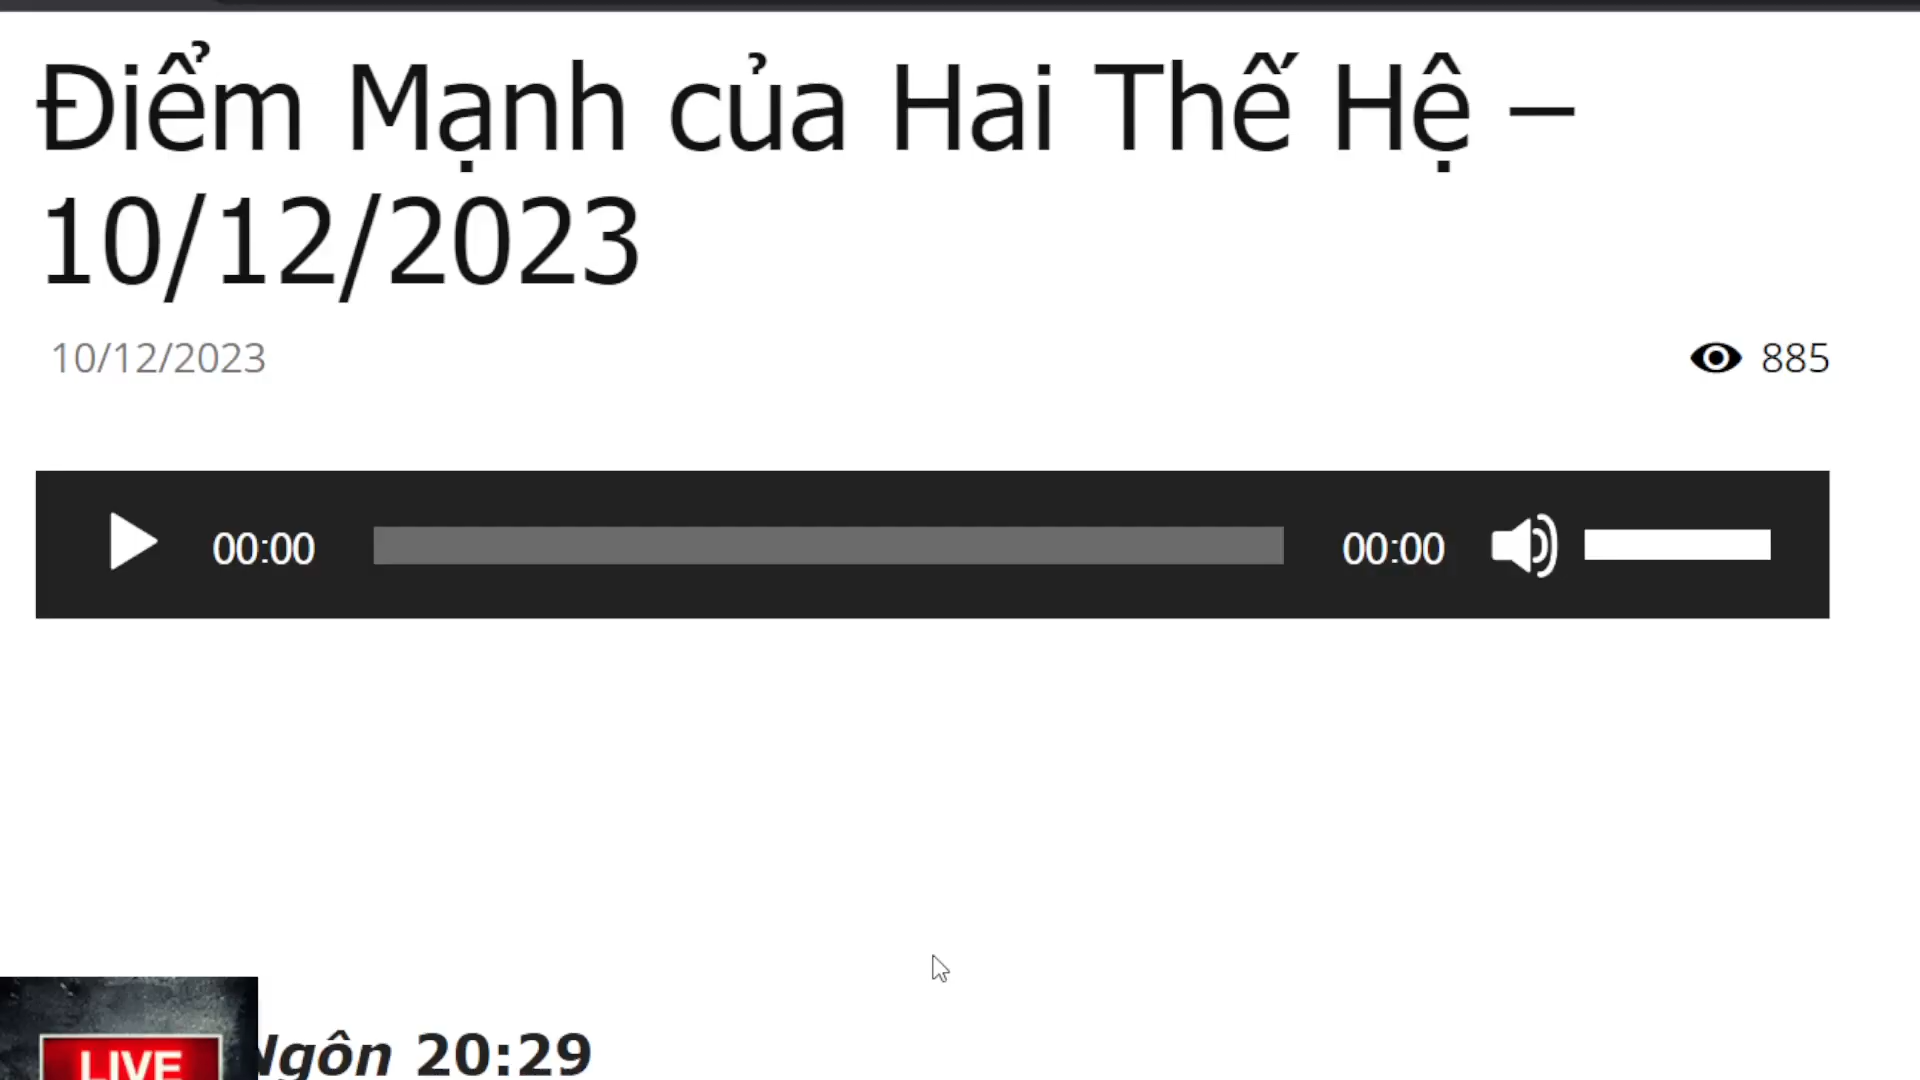 Điểm Mạnh của Hai Thế Hệ –
10/12/2023
10/12/2023 885
00:00 00:00
LIVE
20:29